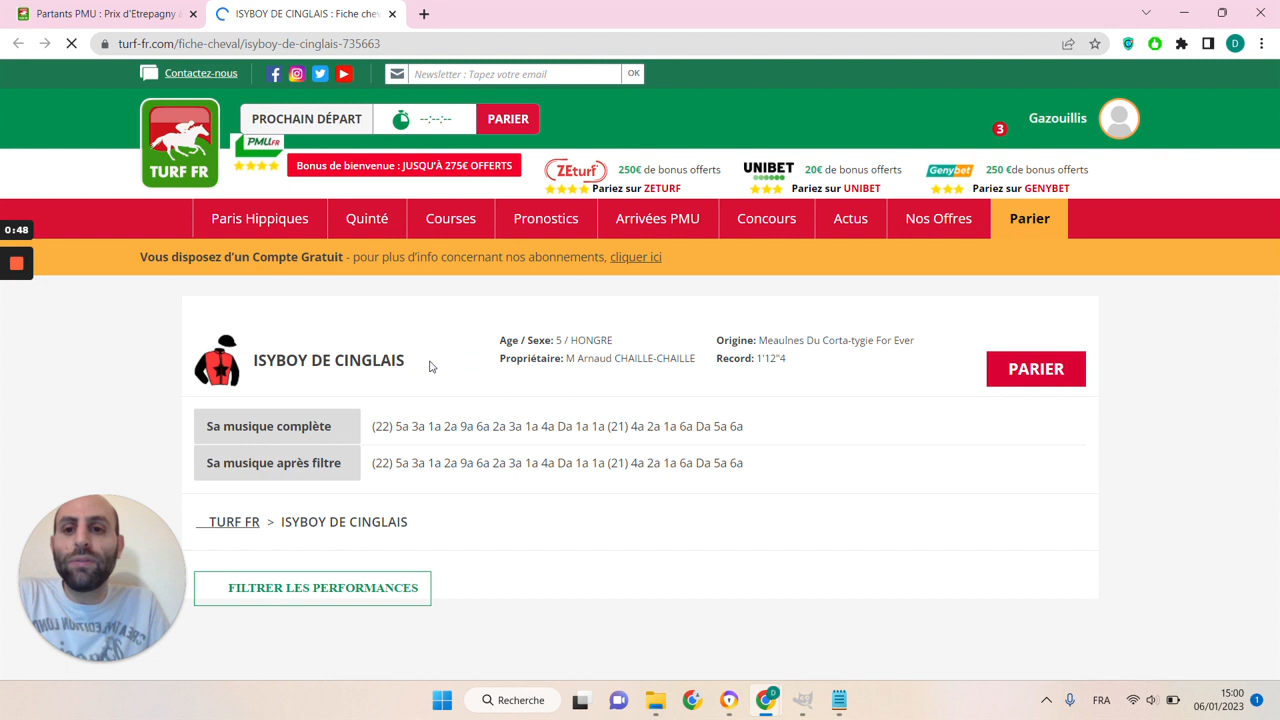 Partants PMU : Prix d'Etrepagny
ISYBOY DE CINGLAIS : Fiche chev
turf-fr.com/fiche-cheval/isyboy-de-cinglais-735663
D
Contactez-nous
Newsletter : Tapez votre email
OK
TURF FR
PROCHAIN DÉPART
--:--:--
PARIER
Gazouillis
3
PMU.FR
Bonus de bienvenue : JUSQU'À 275€ OFFERTS
ZEturf
250€ de bonus offerts
Pariez sur ZETURF
UNIBET
20€ de bonus offerts
Pariez sur UNIBET
Genybet
250 €de bonus offerts
Pariez sur GENYBET
Paris Hippiques
Quinté
Courses
Pronostics
Arrivées PMU
Concours
Actus
Nos Offres
Parier
0:48
Vous disposez d'un Compte Gratuit - pour plus d'info concernant nos abonnements, cliquer ici
ISYBOY DE CINGLAIS
Age / Sexe: 5 / HONGRE
Propriétaire: M Arnaud CHAILLE-CHAILLE
Origine: Meaulnes Du Corta-tygie For Ever
Record: 1'12"4
PARIER
Sa musique complète
(22) 5a 3a 1a 2a 9a 6a 2a 3a 1a 4a Da 1a 1a (21) 4a 2a 1a 6a Da 5a 6a
Sa musique après filtre
(22) 5a 3a 1a 2a 9a 6a 2a 3a 1a 4a Da 1a 1a (21) 4a 2a 1a 6a Da 5a 6a
TURF FR > ISYBOY DE CINGLAIS
FILTRER LES PERFORMANCES
Recherche
D
FRA
15:00
06/01/2023
1